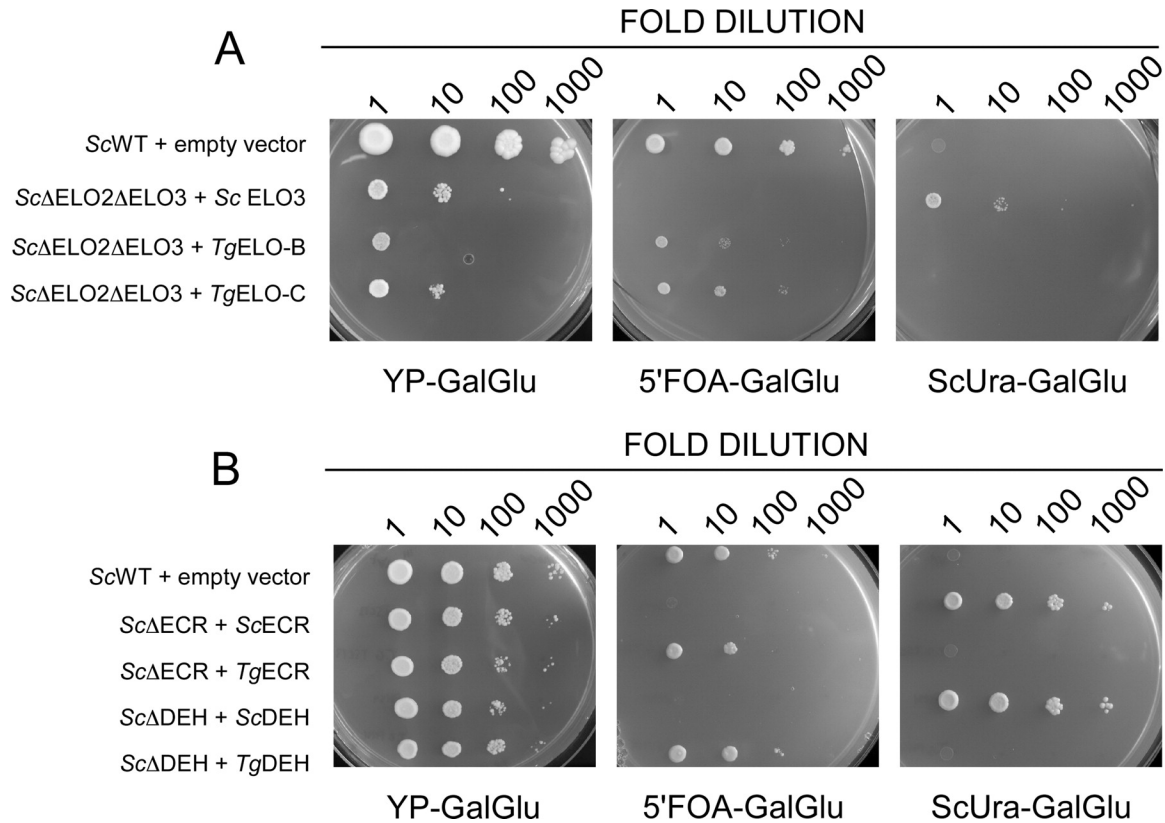 A
FOLD DILUTION
1 10 100 1000
1 10 100 1000
1 10 100 1000
ScWT + empty vector
ScΔELO2ΔELO3 + Sc ELO3
ScΔELO2ΔELO3 + TgELO-B
ScΔELO2ΔELO3 + TgELO-C
YP-GalGlu
5'FOA-GalGlu
ScUra-GalGlu
B
FOLD DILUTION
1 10 100 1000
1 10 100 1000
1 10 100 1000
ScWT + empty vector
ScΔECR + ScECR
ScΔECR + TgECR
ScΔDEH + ScDEH
ScΔDEH + TgDEH
YP-GalGlu
5'FOA-GalGlu
ScUra-GalGlu